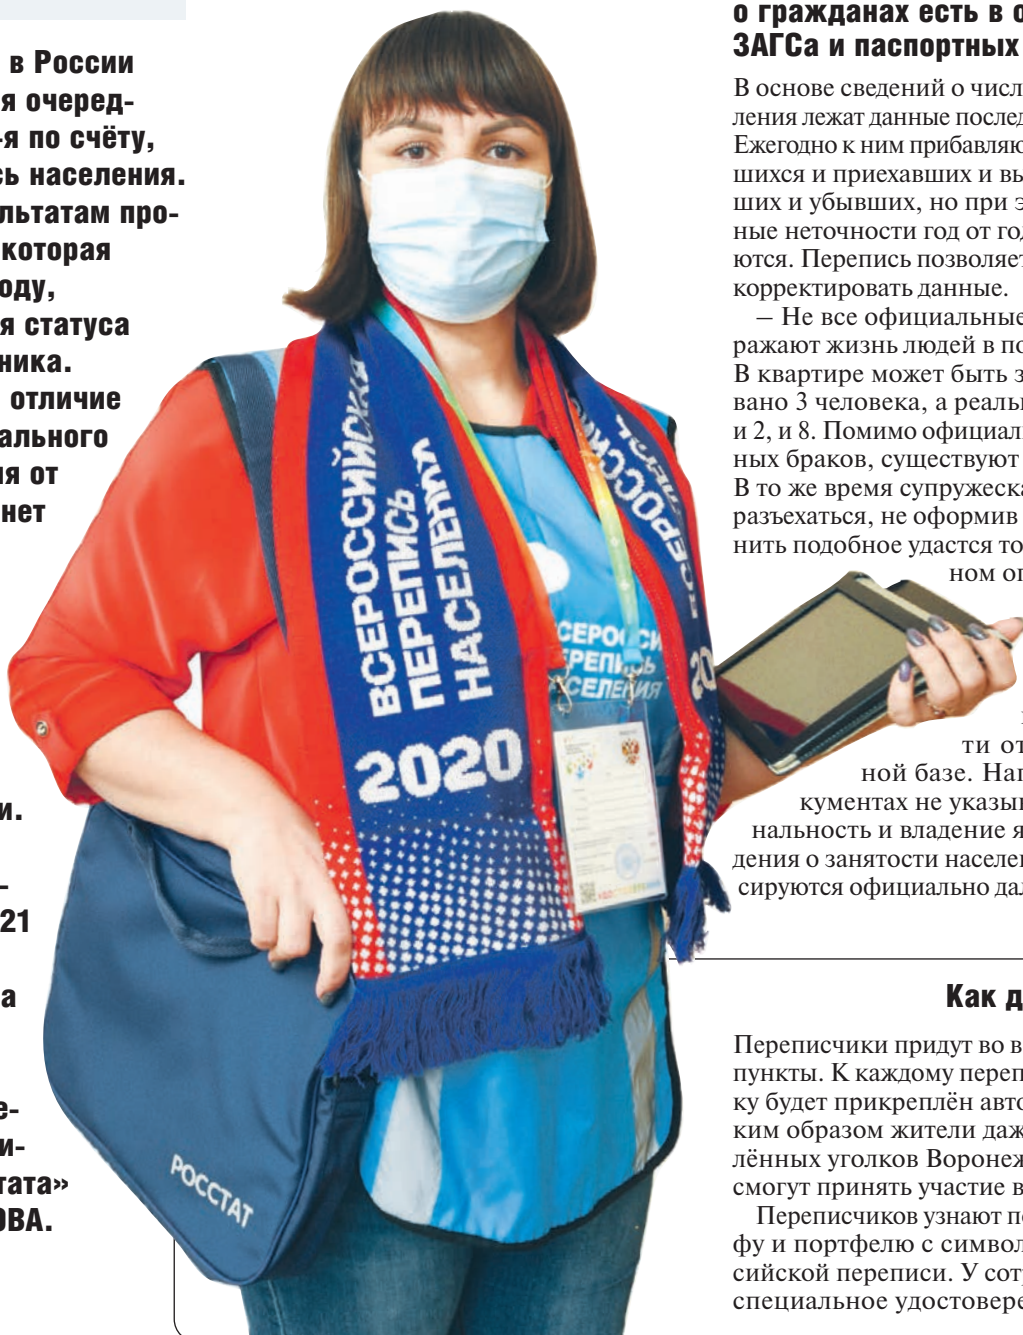 в России
я очеред-
-я по счёту,
сь населения.
льтатам про-
которая
оду,
я статуса
ника.
отличие
ального
ия от
нет
и.
-
21
а
е-
и-
тата»
ОВА.
ВСЕРОССИЙСКАЯ
ПЕРЕПИСЬ
НАСЕЛЕНИЯ
2020
ВСЕРОССИЙ
20
СЕРОССИ
ЕРЕПИСЬ
СЕЛЕНИЯ
РОССТАТ
о гражданах есть в о
ЗАГСа и паспортных
В основе сведений о числ
ления лежат данные послед
Ежегодно к ним прибавляю
шихся и приехавших и вы
ших и убывших, но при э
ные неточности год от год
ются. Перепись позволяет
корректировать данные.
– Не все официальные
ражают жизнь людей в по
В квартире может быть з
вано 3 человека, а реаль
и 2, и 8. Помимо официал
ных браков, существуют
В то же время супружеска
разъехаться, не оформив
нить подобное удастся то
ном оп
ти от
ной базе. Нап
кументах не указы
нальность и владение я
дения о занятости населе
сируются официально дал
Как д
Переписчики придут во в
пункты. К каждому переп
ку будет прикреплён авто
ким образом жители даж
лённых уголков Воронеж
смогут принять участие в
Переписчиков узнают по
фу и портфелю с символ
сийской переписи. У сотр
специальное удостовере